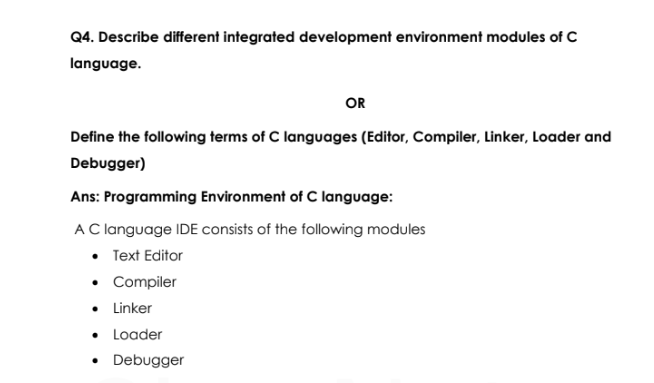 Q4. Describe different integrated development environment modules of C
language.
OR
Define the following terms of C languages (Editor, Compiler, Linker, Loader and
Debugger)
Ans: Programming Environment of C language:
A C language IDE consists of the following modules
• Text Editor
• Compiler
• Linker
• Loader
• Debugger